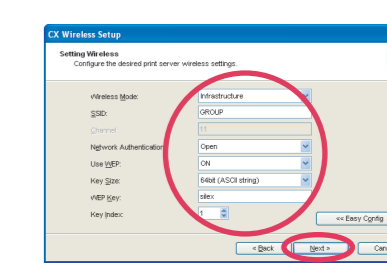 CX Wireless Setup
Setting Wireless
Configure the desired print server wireless settings.
Wireless Mode: Infrastructure
SSID: GROUP
Channel 11
Network Authentication Open
Use WEP: ON
Key Size: 64bit (ASCII string)
WEP Key: silex
Key Index: 1
<< Easy Config
< Back Next > Can